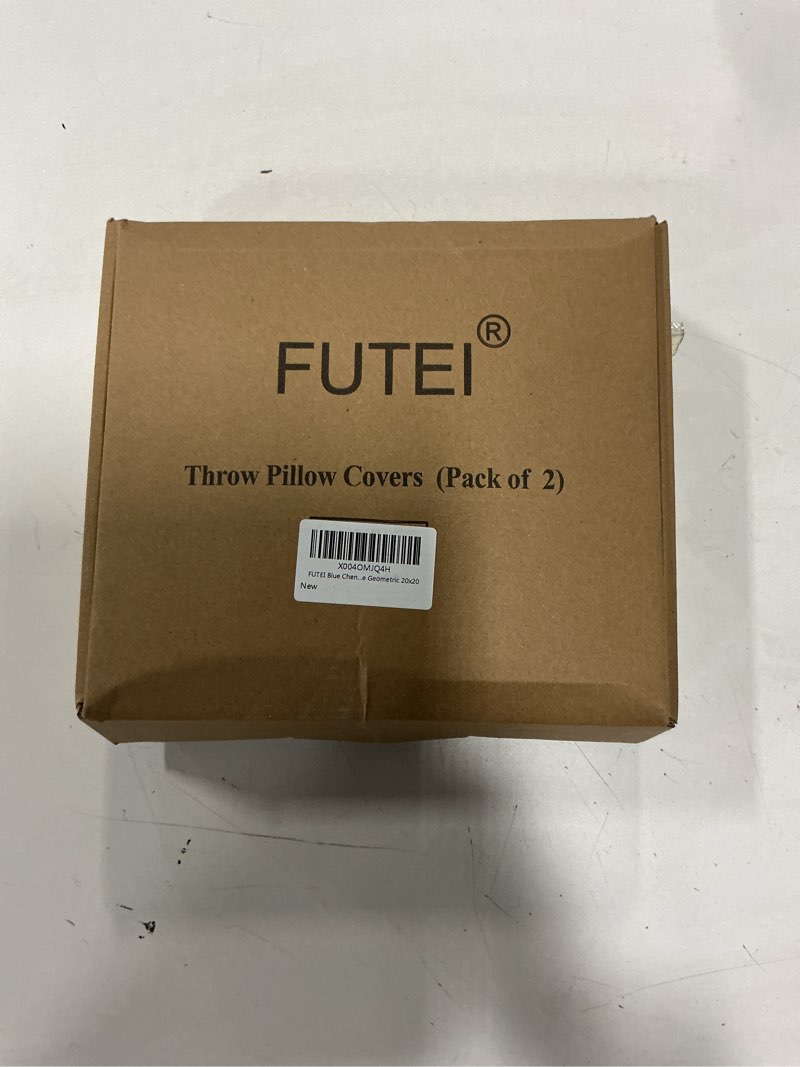 FUTEI®
Throw Pillow Covers (Pack of 2)
X004OMJQ4H
FUTEI Blue Chen...e Geometric 20x20
New